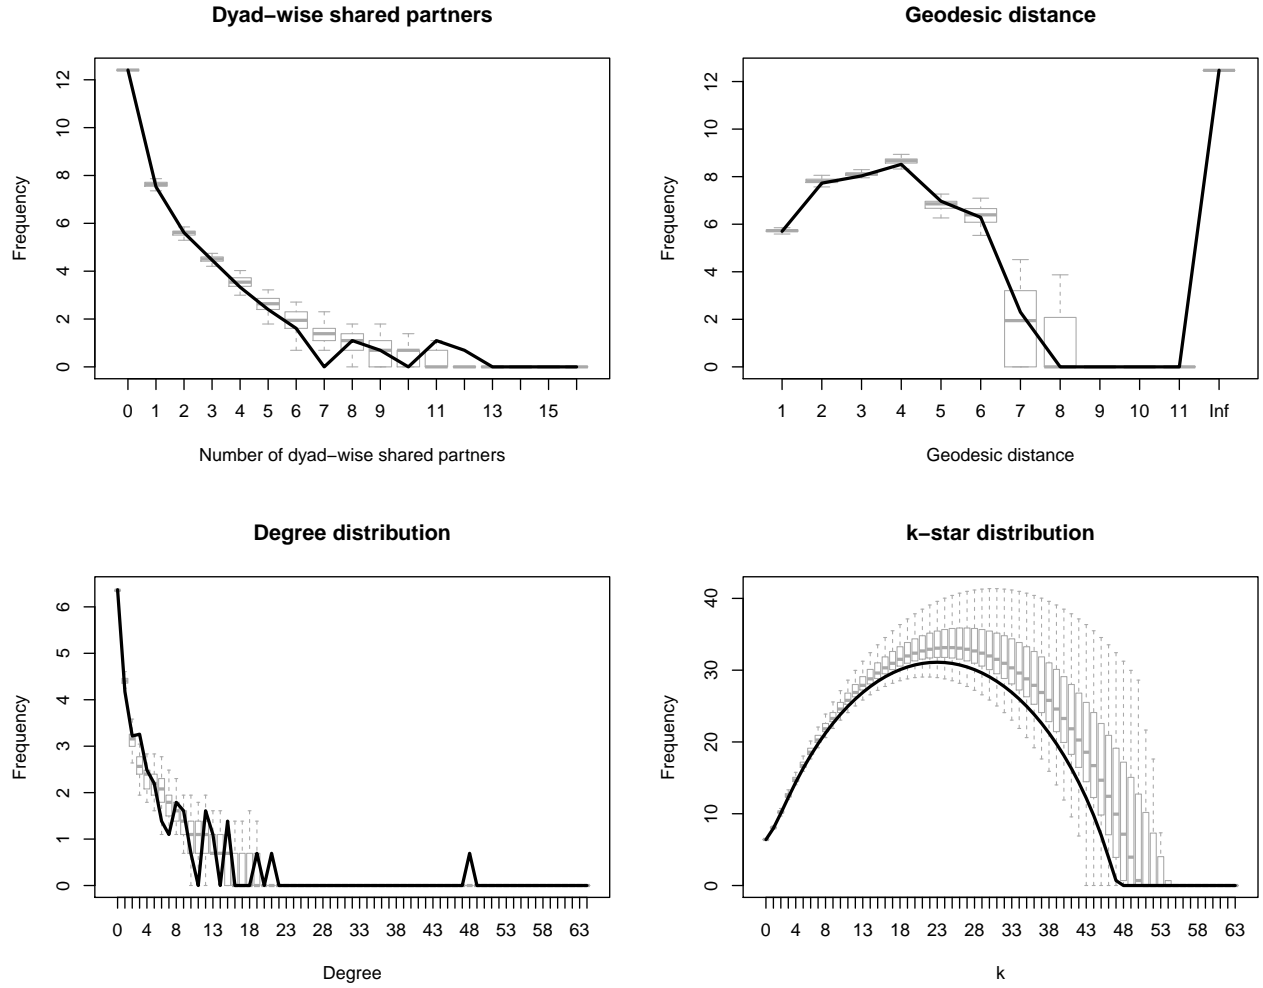 Dyad−wise shared partners
Frequency
0 2 4 6 8 10 12
0 1 2 3 4 5 6 7 8 9 11 13 15
Number of dyad−wise shared partners
Geodesic distance
Frequency
0 2 4 6 8 10 12
1 2 3 4 5 6 7 8 9 10 11 Inf
Geodesic distance
Degree distribution
Frequency
0 1 2 3 4 5 6
0 4 8 13 18 23 28 33 38 43 48 53 58 63
Degree
k−star distribution
Frequency
0 10 20 30 40
0 4 8 13 18 23 28 33 38 43 48 53 58 63
k